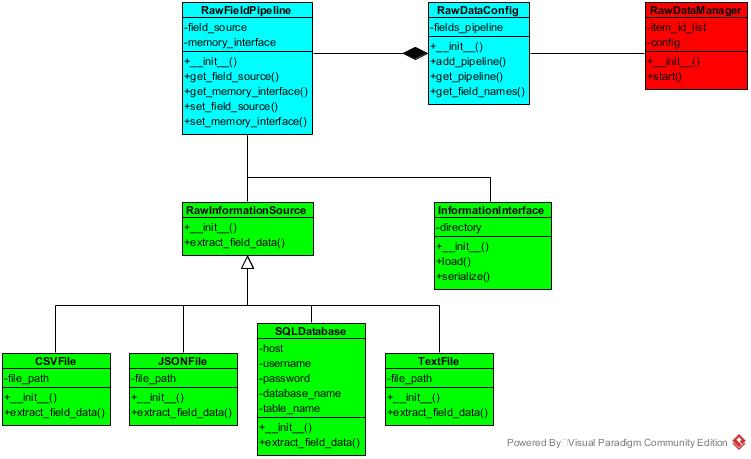 RawFieldPipeline
-field_source
-memory_interface
+__init__()
+get_field_source()
+get_memory_interface()
+set_field_source()
+set_memory_interface()
RawDataConfig
-fields_pipeline
+__init__()
+add_pipeline()
+get_pipeline()
+get_field_names()
RawDataManager
-item_id_list
-config
+__init__()
+start()
RawInformationSource
+__init__()
+extract_field_data()
InformationInterface
-directory
+__init__()
+load()
+serialize()
CSVFile
-file_path
+__init__()
+extract_field_data()
JSONFile
-file_path
+__init__()
+extract_field_data()
SQLDatabase
-host
-username
-password
-database_name
-table_name
+__init__()
+extract_field_data()
TextFile
-file_path
+__init__()
+extract_field_data()
Powered By Visual Paradigm Community Edition